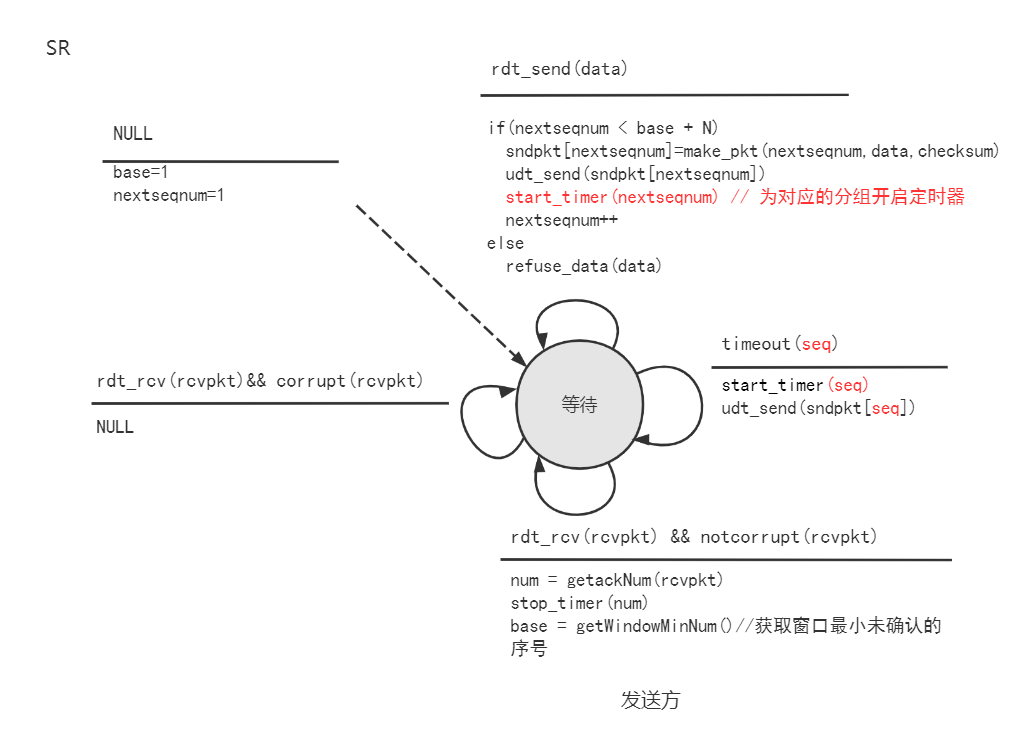 SR
rdt_send(data)
if(nextseqnum < base + N)
sndpkt[nextseqnum]=make_pkt(nextseqnum,data,checksum)
udt_send(sndpkt[nextseqnum])
start_timer(nextseqnum) // 为对应的分组开启定时器
nextseqnum++
else
refuse_data(data)
NULL
base=1
nextseqnum=1
timeout(seq)
start_timer(seq)
udt_send(sndpkt[seq])
rdt_rcv(rcvpkt)&& corrupt(rcvpkt)
NULL
等待
rdt_rcv(rcvpkt) && notcorrupt(rcvpkt)
num = getackNum(rcvpkt)
stop_timer(num)
base = getWindowMinNum()//获取窗口最小未确认的
序号
发送方